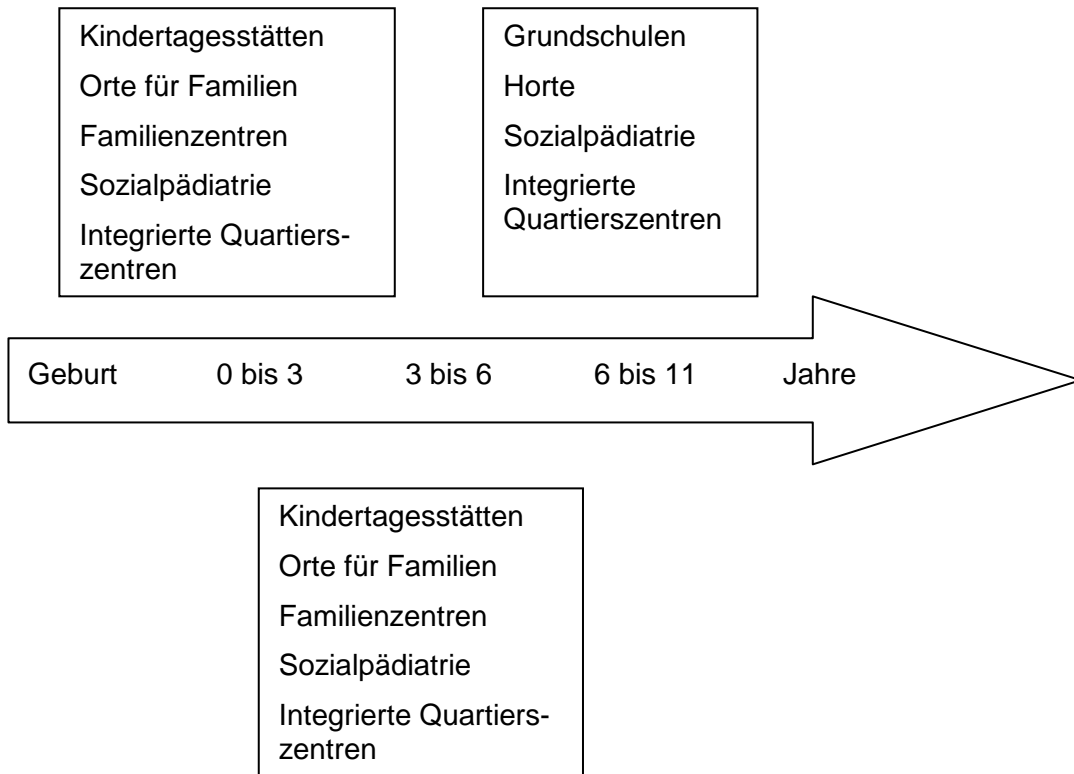 Kindertagesstätten
Orte für Familien
Familienzentren
Sozialpädiatrie
Integrierte Quartiers-
zentren
Grundschulen
Horte
Sozialpädiatrie
Integrierte
Quartierszentren
Geburt 0 bis 3 3 bis 6 6 bis 11 Jahre
Kindertagesstätten
Orte für Familien
Familienzentren
Sozialpädiatrie
Integrierte Quartiers-
zentren